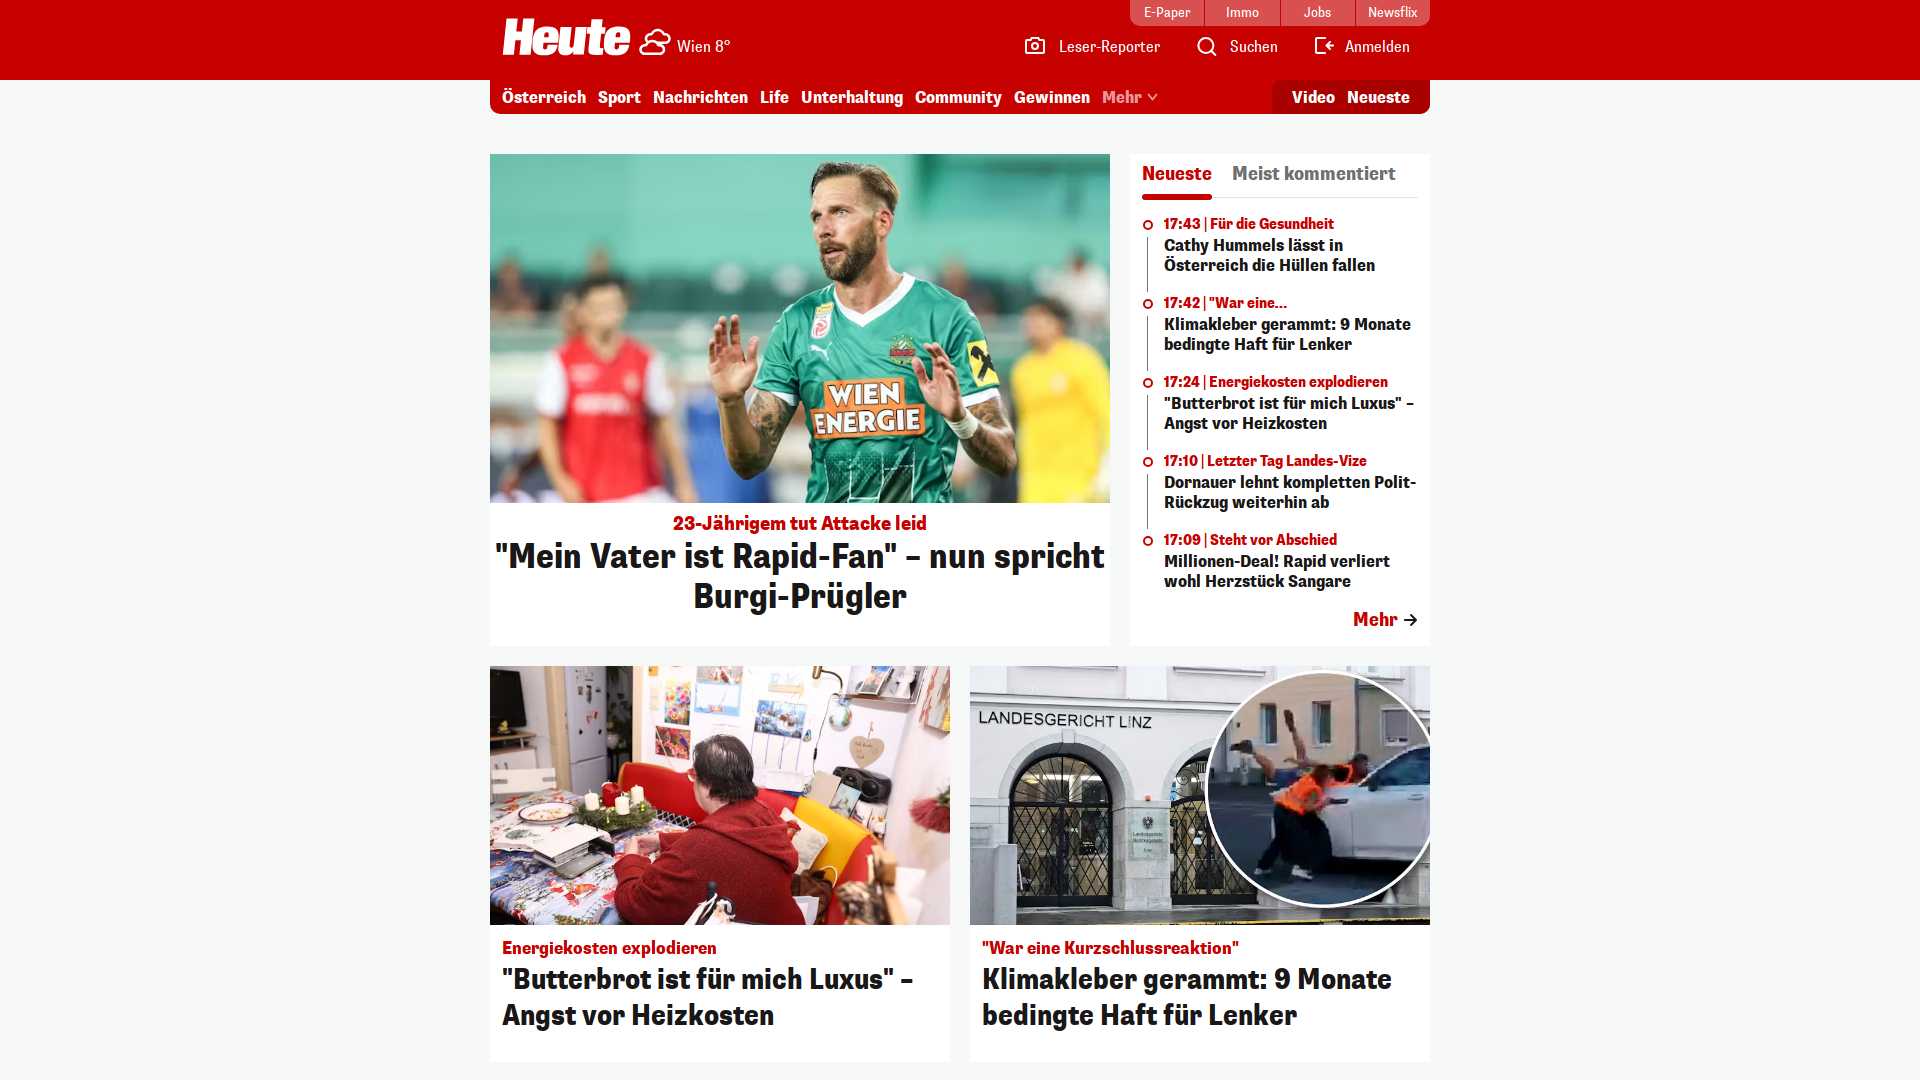 E-Paper
Immo
Jobs
Newsflix
Heute
Wien 8°
Leser-Reporter
Suchen
Anmelden
Österreich
Sport
Nachrichten
Life
Unterhaltung
Community
Gewinnen
Mehr
Video
Neueste
WIEN
ENERGIE
23-Jährigem tut Attacke leid
"Mein Vater ist Rapid-Fan" – nun spricht
Burgi-Prügler
Neueste
Meist kommentiert
17:43 | Für die Gesundheit
Cathy Hummels lässt in
Österreich die Hüllen fallen
17:42 | "War eine...
Klimakleber gerammt: 9 Monate
bedingte Haft für Lenker
17:24 | Energiekosten explodieren
"Butterbrot ist für mich Luxus" –
Angst vor Heizkosten
17:10 | Letzter Tag Landes-Vize
Dornauer lehnt kompletten Polit-
Rückzug weiterhin ab
17:09 | Steht vor Abschied
Millionen-Deal! Rapid verliert
wohl Herzstück Sangare
Mehr
Energiekosten explodieren
"Butterbrot ist für mich Luxus" –
Angst vor Heizkosten
LANDESGERICHT LINZ
"War eine Kurzschlussreaktion"
Klimakleber gerammt: 9 Monate
bedingte Haft für Lenker